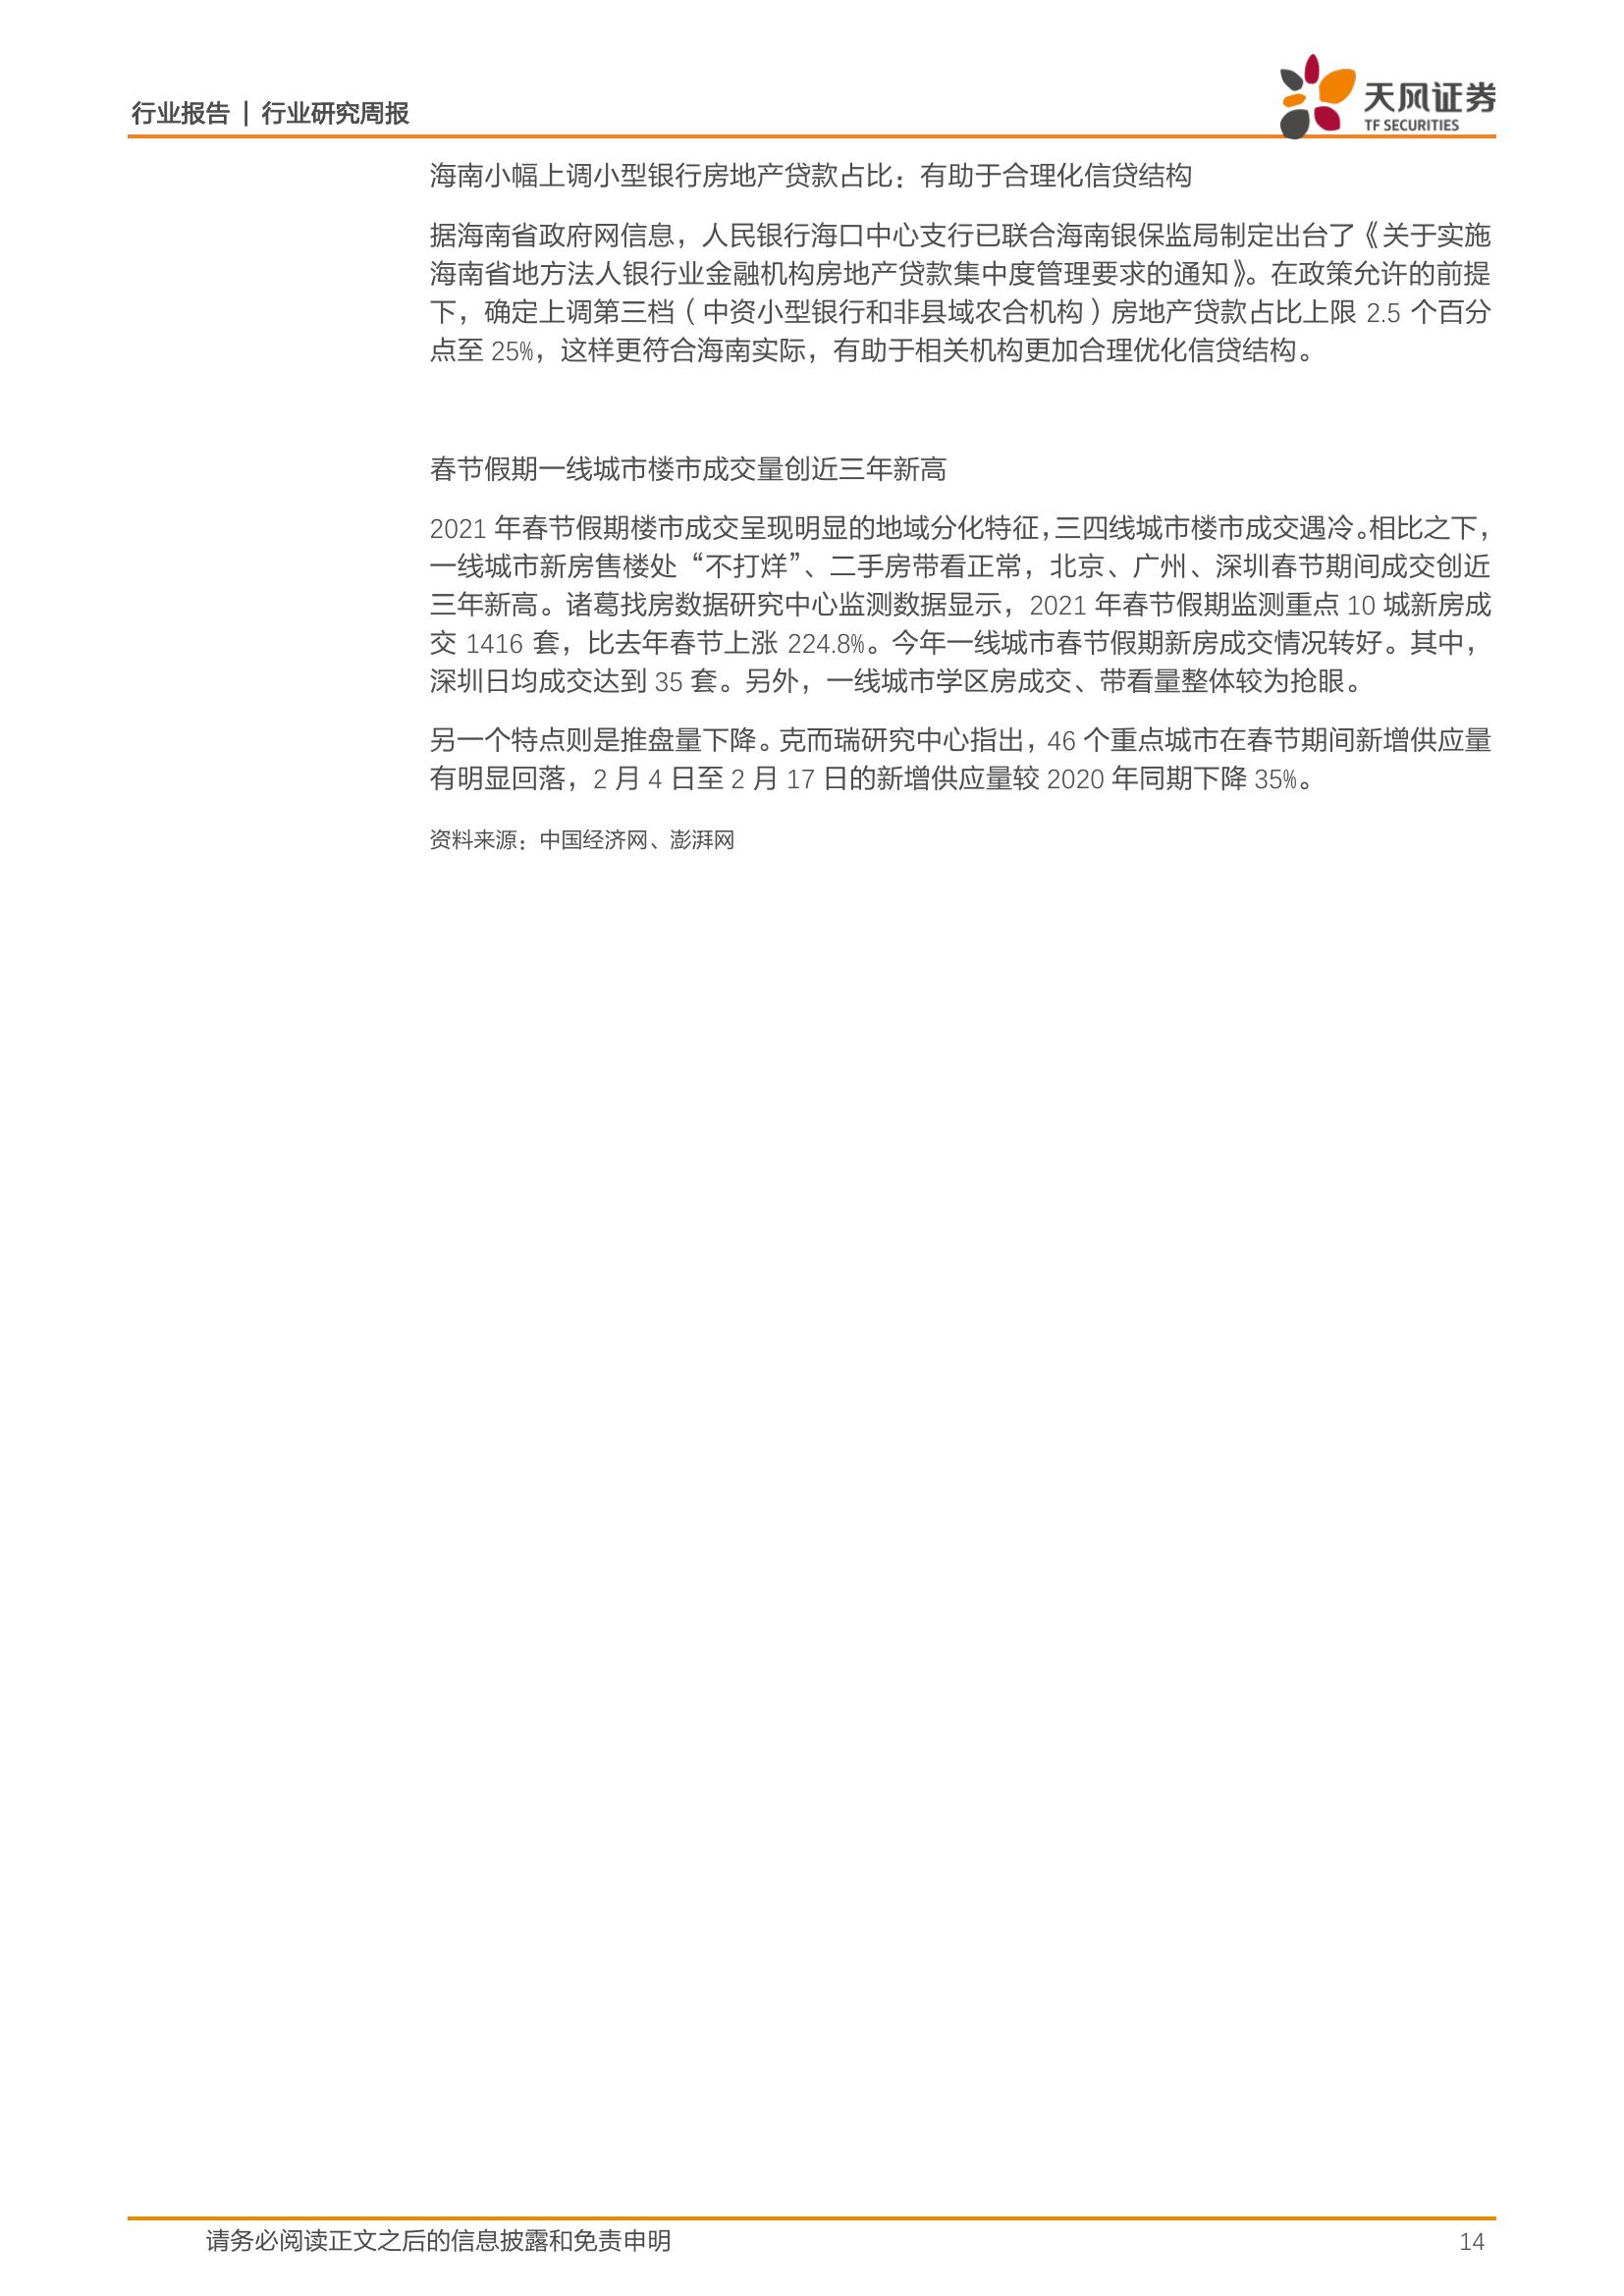 行业报告 | 行业研究周报
天风证券
TF SECURITIES
海南小幅上调小型银行房地产贷款占比：有助于合理化信贷结构
据海南省政府网信息，人民银行海口中心支行已联合海南银保监局制定出台了《关于实施
海南省地方法人银行业金融机构房地产贷款集中度管理要求的通知》。在政策允许的前提
下，确定上调第三档（中资小型银行和非县域农合机构）房地产贷款占比上限 2.5 个百分
点至 25%，这样更符合海南实际，有助于相关机构更加合理优化信贷结构。
春节假期一线城市楼市成交量创近三年新高
2021 年春节假期楼市成交呈现明显的地域分化特征，三四线城市楼市成交遇冷。相比之下，
一线城市新房售楼处“不打烊”、二手房带看正常，北京、广州、深圳春节期间成交创近
三年新高。诸葛找房数据研究中心监测数据显示，2021 年春节假期监测重点 10 城新房成
交 1416 套，比去年春节上涨 224.8%。今年一线城市春节假期新房成交情况转好。其中，
深圳日均成交达到 35 套。另外，一线城市学区房成交、带看量整体较为抢眼。
另一个特点则是推盘量下降。克而瑞研究中心指出，46 个重点城市在春节期间新增供应量
有明显回落，2 月 4 日至 2 月 17 日的新增供应量较 2020 年同期下降 35%。
资料来源：中国经济网、澎湃网
请务必阅读正文之后的信息披露和免责申明
14